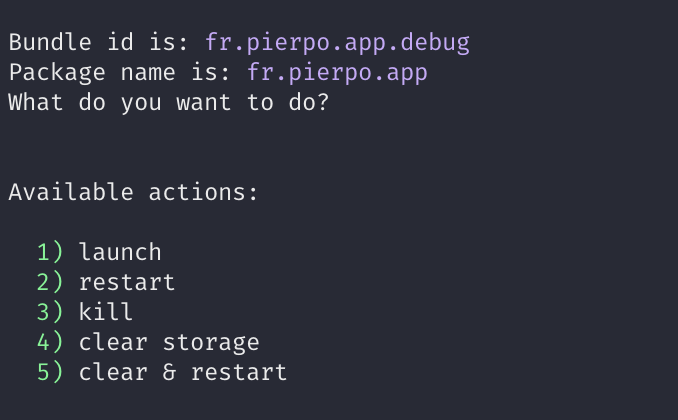 Bundle id is: fr.pierpo.app.debug
Package name is: fr.pierpo.app
What do you want to do?
Available actions:
1) launch
2) restart
3) kill
4) clear storage
5) clear & restart